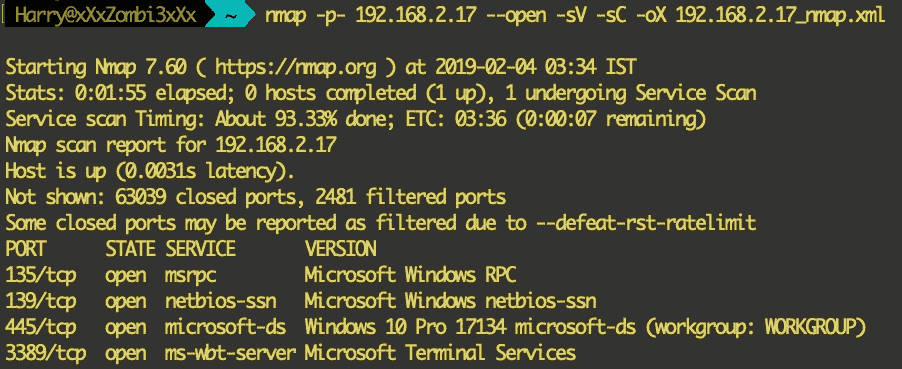 Harry@xXxZombi3xXx ~ nmap -p- 192.168.2.17 --open -sV -sC -oX 192.168.2.17_nmap.xml
Starting Nmap 7.60 ( https://nmap.org ) at 2019-02-04 03:34 IST
Stats: 0:01:55 elapsed; 0 hosts completed (1 up), 1 undergoing Service Scan
Service scan Timing: About 93.33% done; ETC: 03:36 (0:00:07 remaining)
Nmap scan report for 192.168.2.17
Host is up (0.0031s latency).
Not shown: 63039 closed ports, 2481 filtered ports
Some closed ports may be reported as filtered due to --defeat-rst-ratelimit
PORT STATE SERVICE VERSION
135/tcp open msrpc Microsoft Windows RPC
139/tcp open netbios-ssn Microsoft Windows netbios-ssn
445/tcp open microsoft-ds Windows 10 Pro 17134 microsoft-ds (workgroup: WORKGROUP)
3389/tcp open ms-wbt-server Microsoft Terminal Services